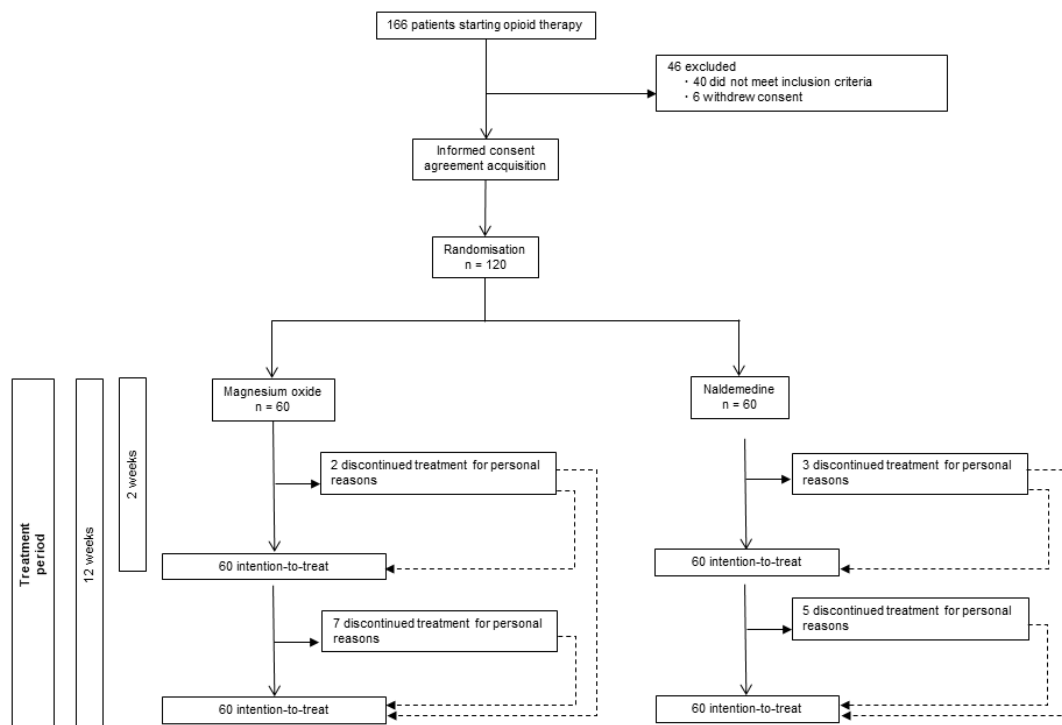 166 patients starting opioid therapy
46 excluded
・40 did not meet inclusion criteria
・6 withdrew consent
Informed consent
agreement acquisition
Randomisation
n = 120
Magnesium oxide
n = 60
Naldemedine
n = 60
Treatment
period
12 weeks
2 weeks
2 discontinued treatment for personal
reasons
3 discontinued treatment for personal
reasons
60 intention-to-treat
60 intention-to-treat
7 discontinued treatment for personal
reasons
5 discontinued treatment for personal
reasons
60 intention-to-treat
60 intention-to-treat